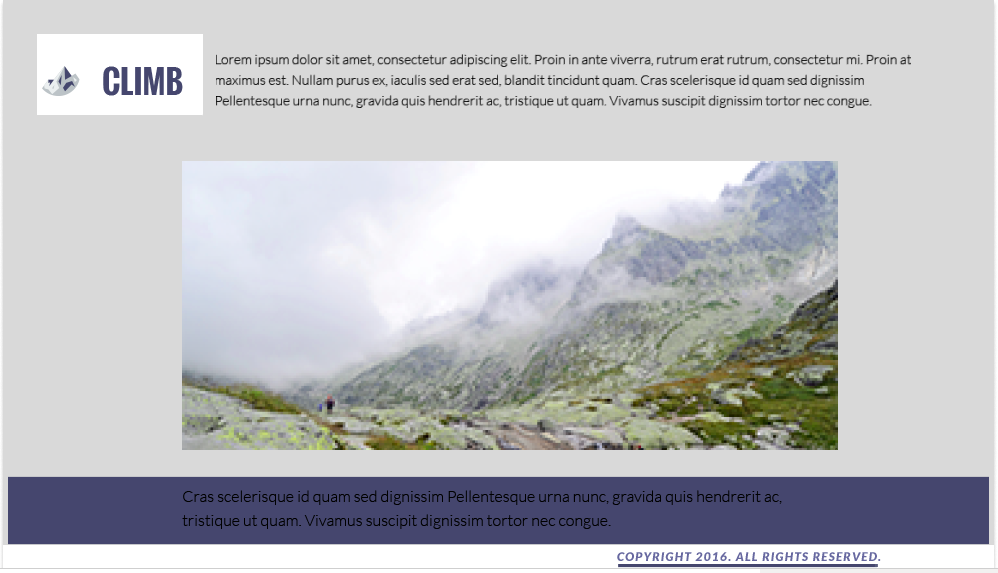 CLIMB
Lorem ipsum dolor sit amet, consectetur adipiscing elit. Proin in ante viverra, rutrum erat rutrum, consectetur mi. Proin at
maximus est. Nullam purus ex, iaculis sed erat sed, blandit tincidunt quam. Cras scelerisque id quam sed dignissim
Pellentesque urna nunc, gravida quis hendrerit ac, tristique ut quam. Vivamus suscipit dignissim tortor nec congue.
Cras scelerisque id quam sed dignissim Pellentesque urna nunc, gravida quis hendrerit ac,
tristique ut quam. Vivamus suscipit dignissim tortor nec congue.
COPYRIGHT 2016. ALL RIGHTS RESERVED.